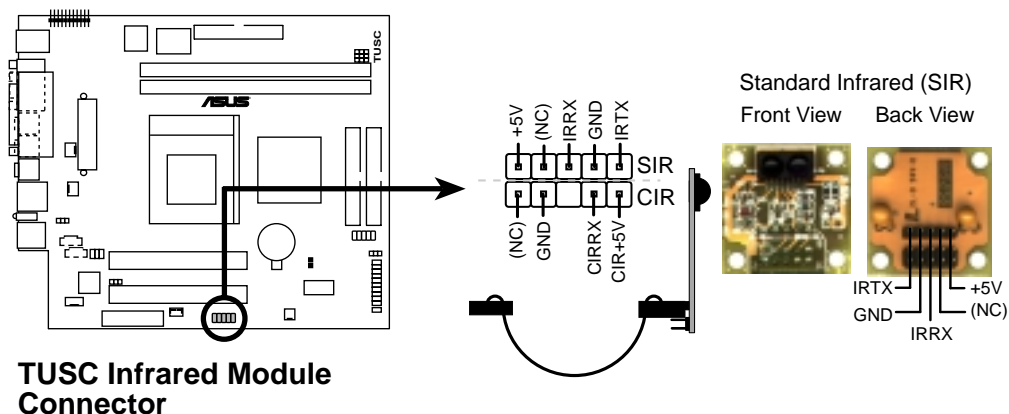 TUSC
ASUS
+5V
(NC)
IRRX
GND
IRTX
SIR
CIR
(NC)
GND
CIRRX
CIR+5V
Standard Infrared (SIR)
Front View
Back View
IRTX
GND
IRRX
+5V
(NC)
TUSC Infrared Module
Connector